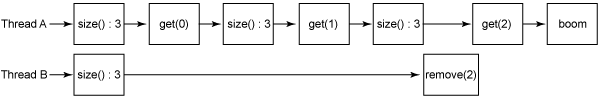 Thread A size() : 3 get(0) size() : 3 get(1) size() : 3 get(2) boom
Thread B size() : 3 remove(2)